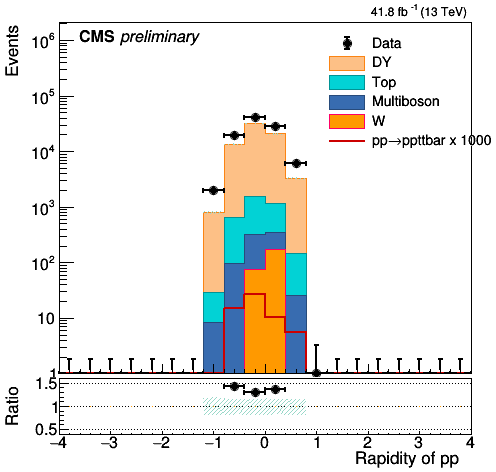 41.8 fb⁻¹ (13 TeV)
CMS preliminary
Events
Data
DY
Top
Multiboson
W
pp→ppttbar x 1000
10⁶
10⁵
10⁴
10³
10²
10
1
Ratio
1.5
1
0.5
−4 −3 −2 −1 0 1 2 3 4
Rapidity of pp